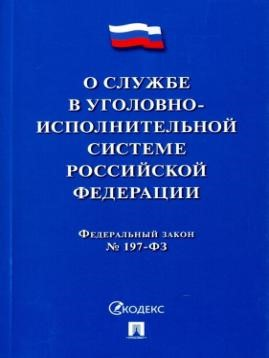 О СЛУЖБЕ
В УГОЛОВНО-
ИСПОЛНИТЕЛЬНОЙ
СИСТЕМЕ
РОССИЙСКОЙ
ФЕДЕРАЦИИ
ФЕДЕРАЛЬНЫЙ ЗАКОН
№ 197-ФЗ
КОДЕКС